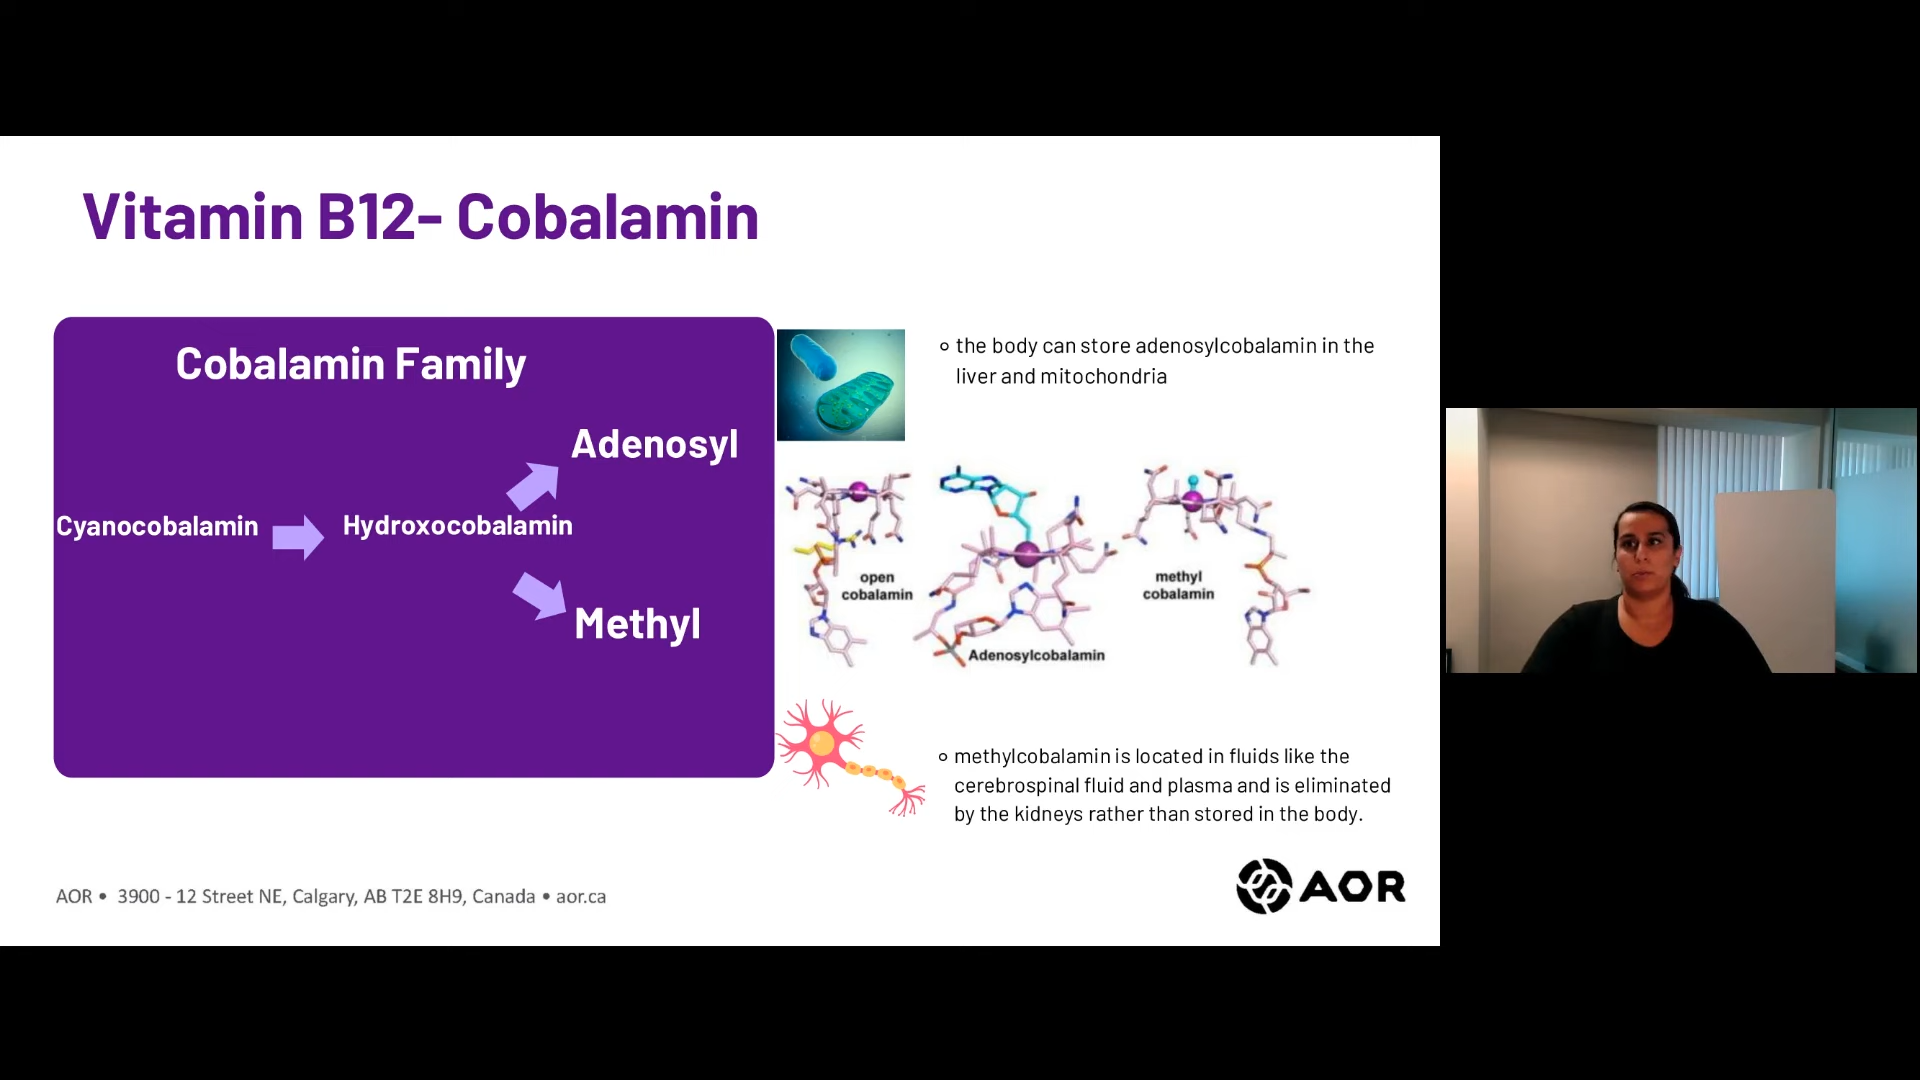 Vitamin B12- Cobalamin
Cobalamin Family
Adenosyl
Cyanocobalamin
Hydroxocobalamin
Methyl
the body can store adenosylcobalamin in the
liver and mitochondria
open
cobalamin
Adenosylcobalamin
methyl
cobalamin
methylcobalamin is located in fluids like the
cerebrospinal fluid and plasma and is eliminated
by the kidneys rather than stored in the body.
AOR • 3900 - 12 Street NE, Calgary, AB T2E 8H9, Canada • aor.ca
AOR